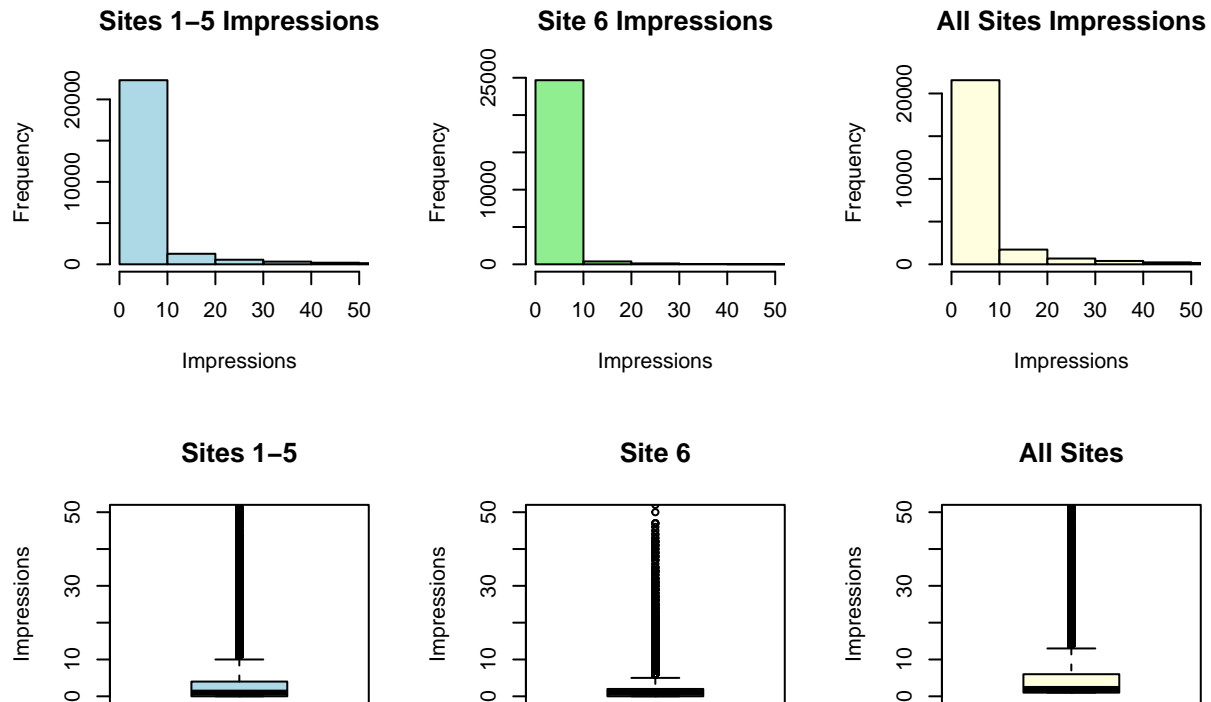 Sites 1–5 Impressions
Frequency
0 10000 20000
0 10 20 30 40 50
Impressions
Site 6 Impressions
Frequency
0 10000 25000
0 10 20 30 40 50
Impressions
All Sites Impressions
Frequency
0 10000 20000
0 10 20 30 40 50
Impressions
Sites 1–5
Impressions
0 10 30 50
Site 6
Impressions
0 10 30 50
All Sites
Impressions
0 10 30 50